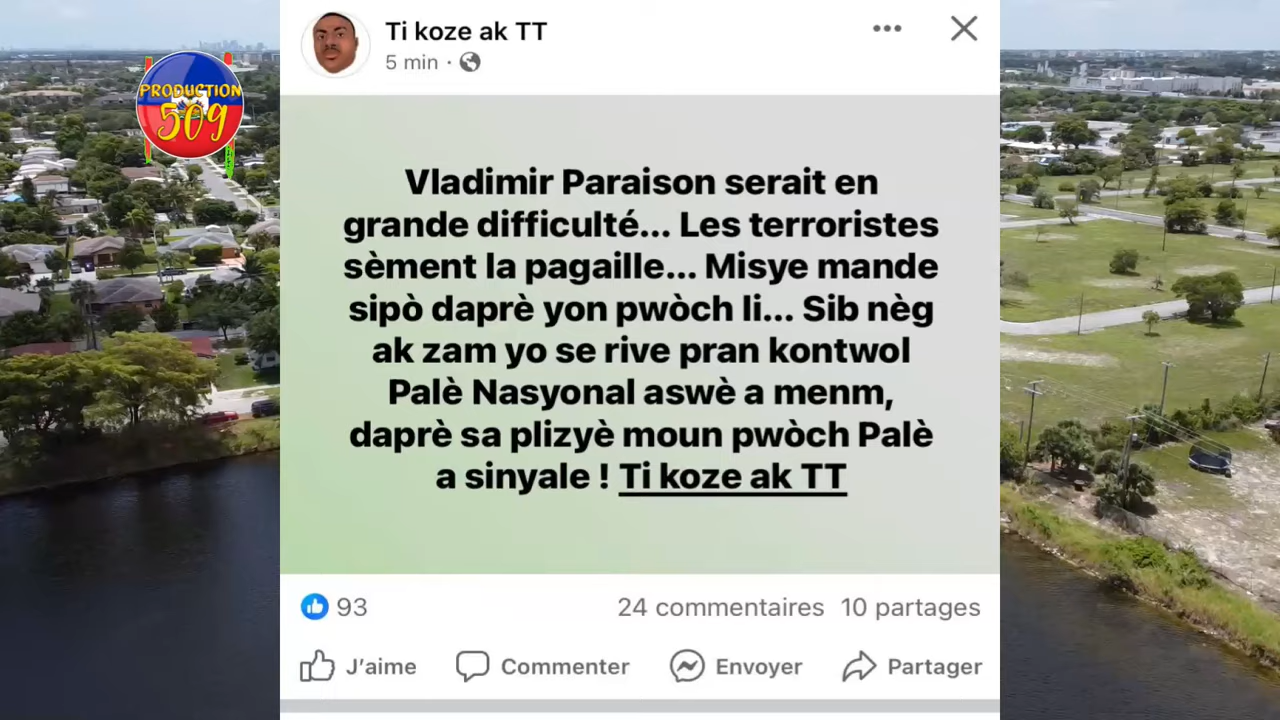 Ti koze ak TT
5 min ·
PRODUCTION
509
Vladimir Paraison serait en
grande difficulté... Les terroristes
sèment la pagaille... Misye mande
sipò daprè yon pwòch li... Sib nèg
ak zam yo se rive pran kontwol
Palè Nasyonal aswè a menm,
daprè sa plizyè moun pwòch Palè
a sinyale ! Ti koze ak TT
93 24 commentaires 10 partages
J'aime Commenter Envoyer Partager